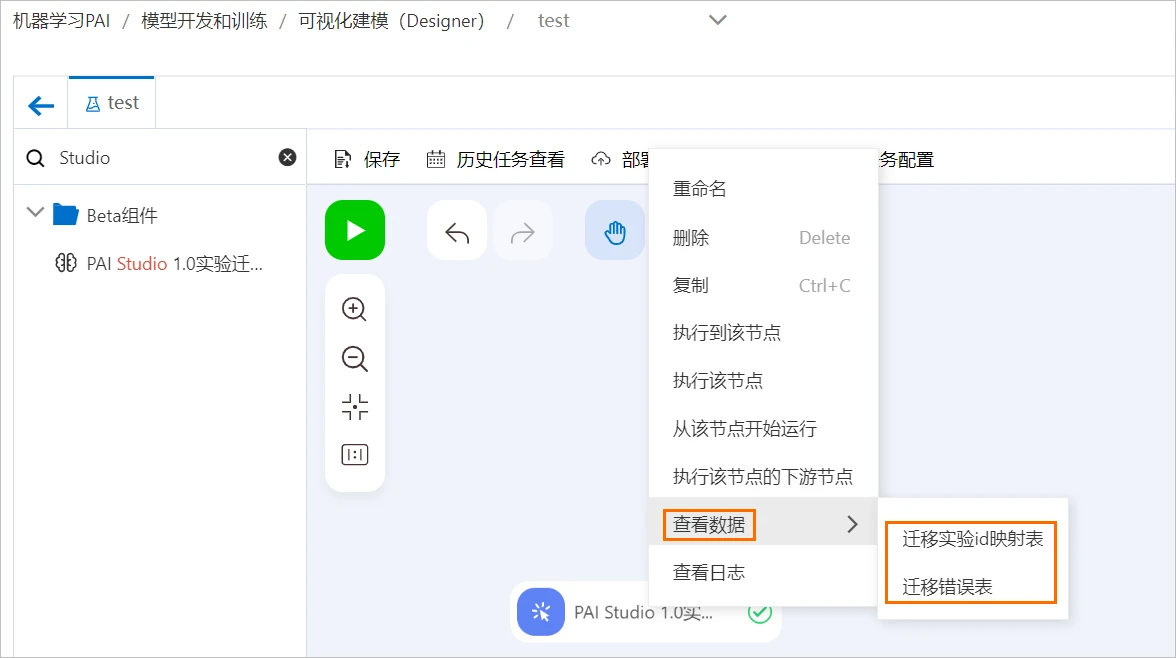 机器学习PAI / 模型开发和训练 / 可视化建模（Designer） / test
test
Studio
保存
历史任务查看
部署
务配置
Beta组件
PAI Studio 1.0实验迁...
重命名
删除 Delete
复制 Ctrl+C
执行到该节点
执行该节点
从该节点开始运行
执行该节点的下游节点
查看数据
迁移实验id映射表
迁移错误表
查看日志
PAI Studio 1.0实...